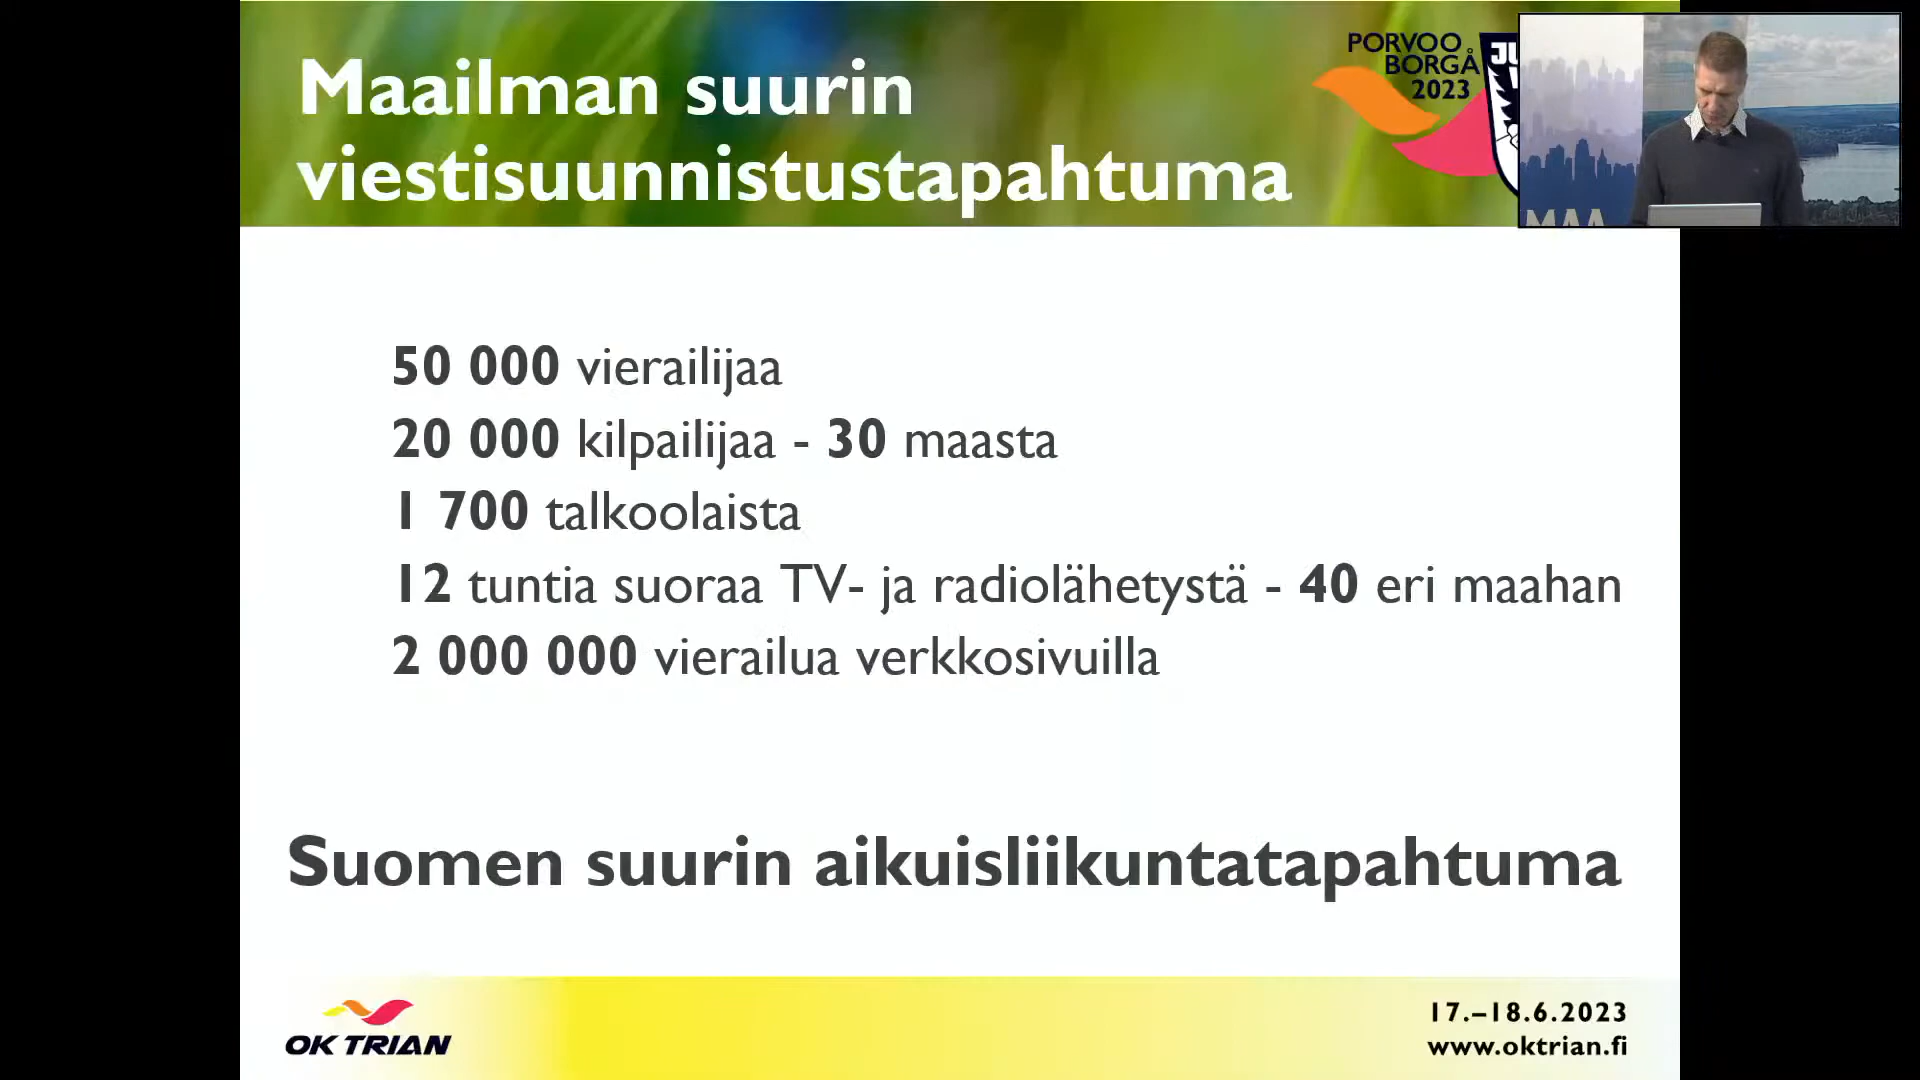 Maailman suurin
viestisuunnistustapahtuma
PORVOO
BORGÅ
2023
50 000 vierailijaa
20 000 kilpailijaa - 30 maasta
1 700 talkoolaista
12 tuntia suoraa TV- ja radiolähetystä - 40 eri maahan
2 000 000 vierailua verkkosivuilla
Suomen suurin aikuisliikuntatapahtuma
OK TRIAN
17.–18.6.2023
www.oktrian.fi